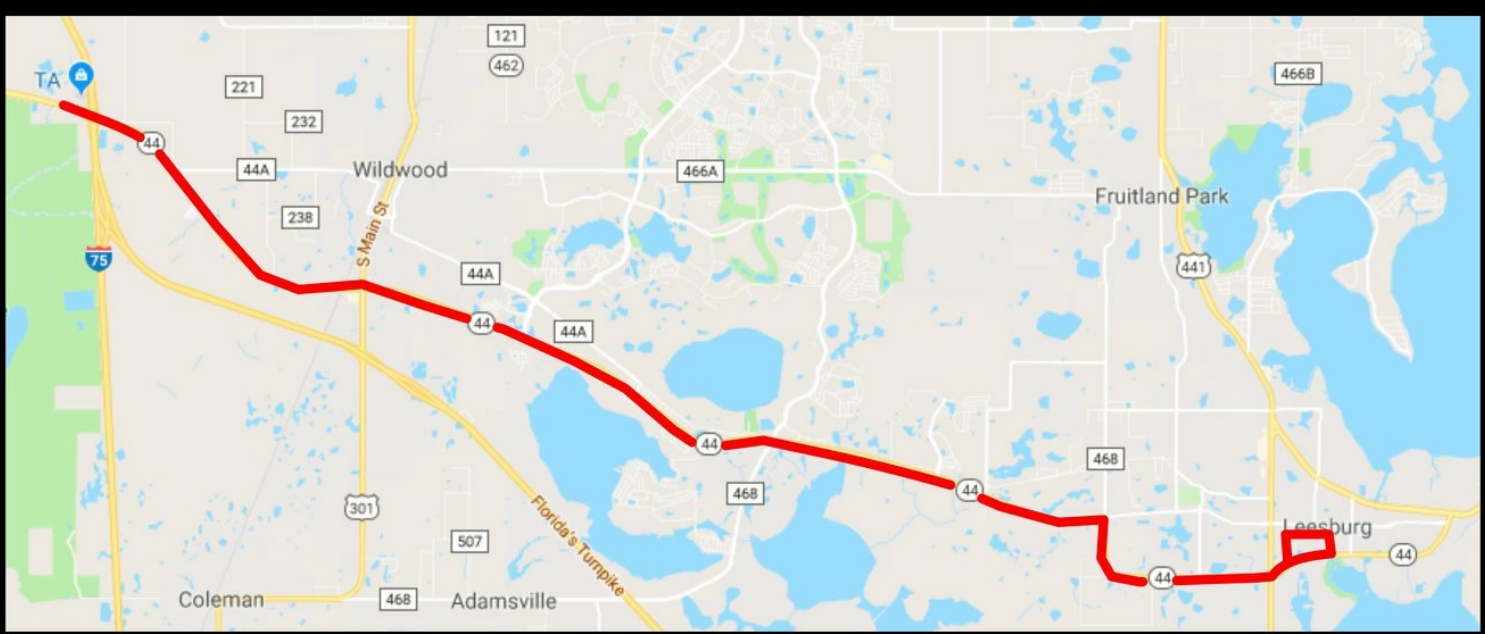 121
462
466B
TA
221
232
44
44A
Wildwood
466A
Fruitland Park
238
S Main St
75
44A
441
44
44A
44
468
44
468
301
Florida's Turnpike
Leesburg
507
44
44
Coleman
468
Adamsville